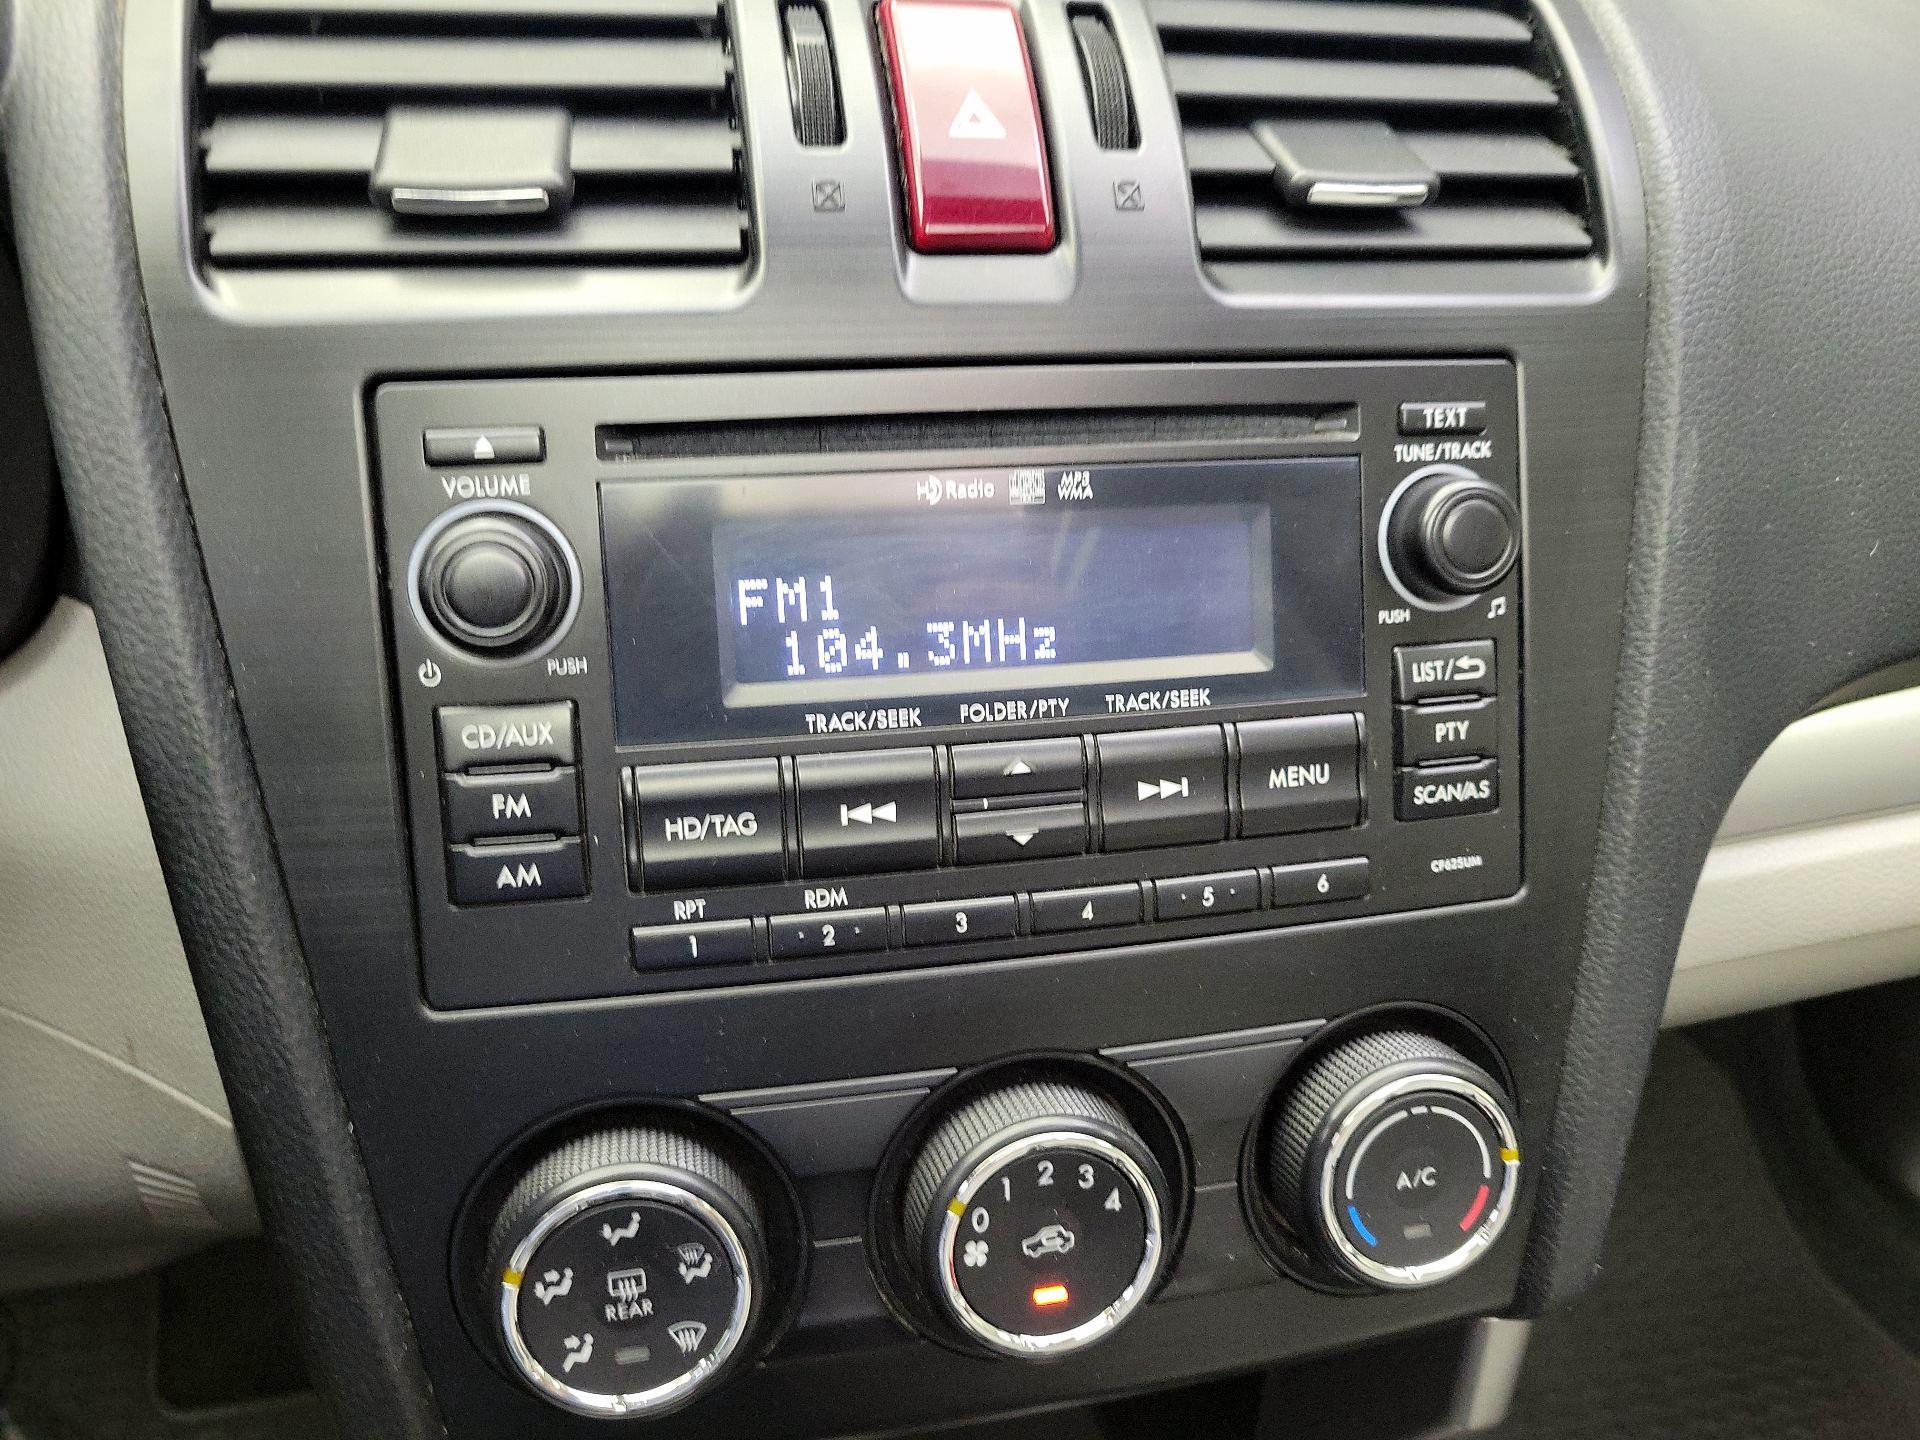 TEXT
TUNE/TRACK
VOLUME
HD Radio
MP3
WMA
FM1
104.3MHz
PUSH
PUSH
TRACK/SEEK
FOLDER/PTY
TRACK/SEEK
LIST/
CD/AUX
PTY
FM
HD/TAG
MENU
SCAN/AS
AM
CF625UM
RPT
RDM
1
2
3
4
5
6
0
1
2
3
4
A/C
REAR